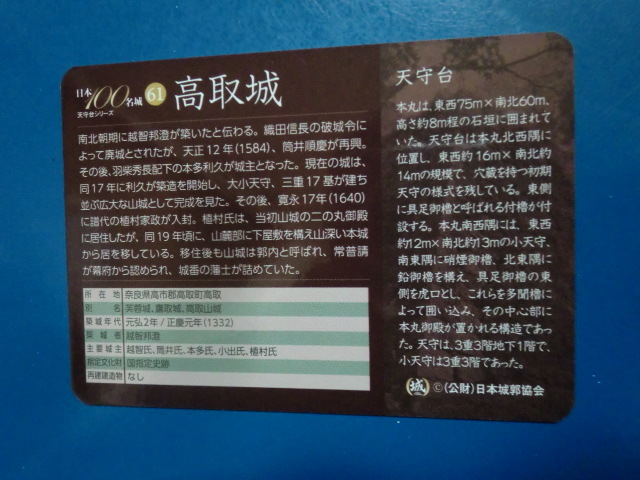 日本100名城 61 高取城
天守台シリーズ
南北朝期に越智邦澄が築いたと伝わる。織田信長の破城令に
よって廃城とされたが、天正12年(1584)、筒井順慶が再興。
その後、羽柴秀長配下の本多利久が城主となった。現在の城は、
同17年に利久が築造を開始し、大小天守、三重17基が建ち
並ぶ広大な山城として完成を見た。その後、寛永17年(1640)
に譜代の植村家政が入封。植村氏は、当初山城の二の丸御殿
に居住したが、同19年頃に、山麓部に下屋敷を構え山深い本城
から居を移している。移住後も山城は郭内と呼ばれ、常普請
が幕府から認められ、城番の藩士が詰めていた。
所在地 奈良県高市郡高取町高取
別名 芙蓉城、鷹取城、高取山城
築城年代 元弘2年/正慶元年(1332)
築城者 越智邦澄
主要城主 越智氏、筒井氏、本多氏、小出氏、植村氏
指定文化財 国指定史跡
再建建造物 なし
天守台
本丸は、東西75m×南北60m、
高さ約8m程の石垣に囲まれて
いた。天守台は本丸北西隅に
位置し、東西約16m×南北約
14mの規模で、穴蔵を持つ初期
天守の様式を残している。東側
に具足御櫓と呼ばれる付櫓が付
設する。本丸南西隅には、東西
約12m×南北約13mの小天守、
南東隅に硝煙御櫓、北東隅に
鉛御櫓を構え、具足御櫓の東
側を虎口とし、これらを多聞櫓に
よって囲い込み、その中心部に
本丸御殿が置かれる構造であっ
た。天守は、3重3階地下1階で、
小天守は3重3階であった。
城 ©(公財)日本城郭協会